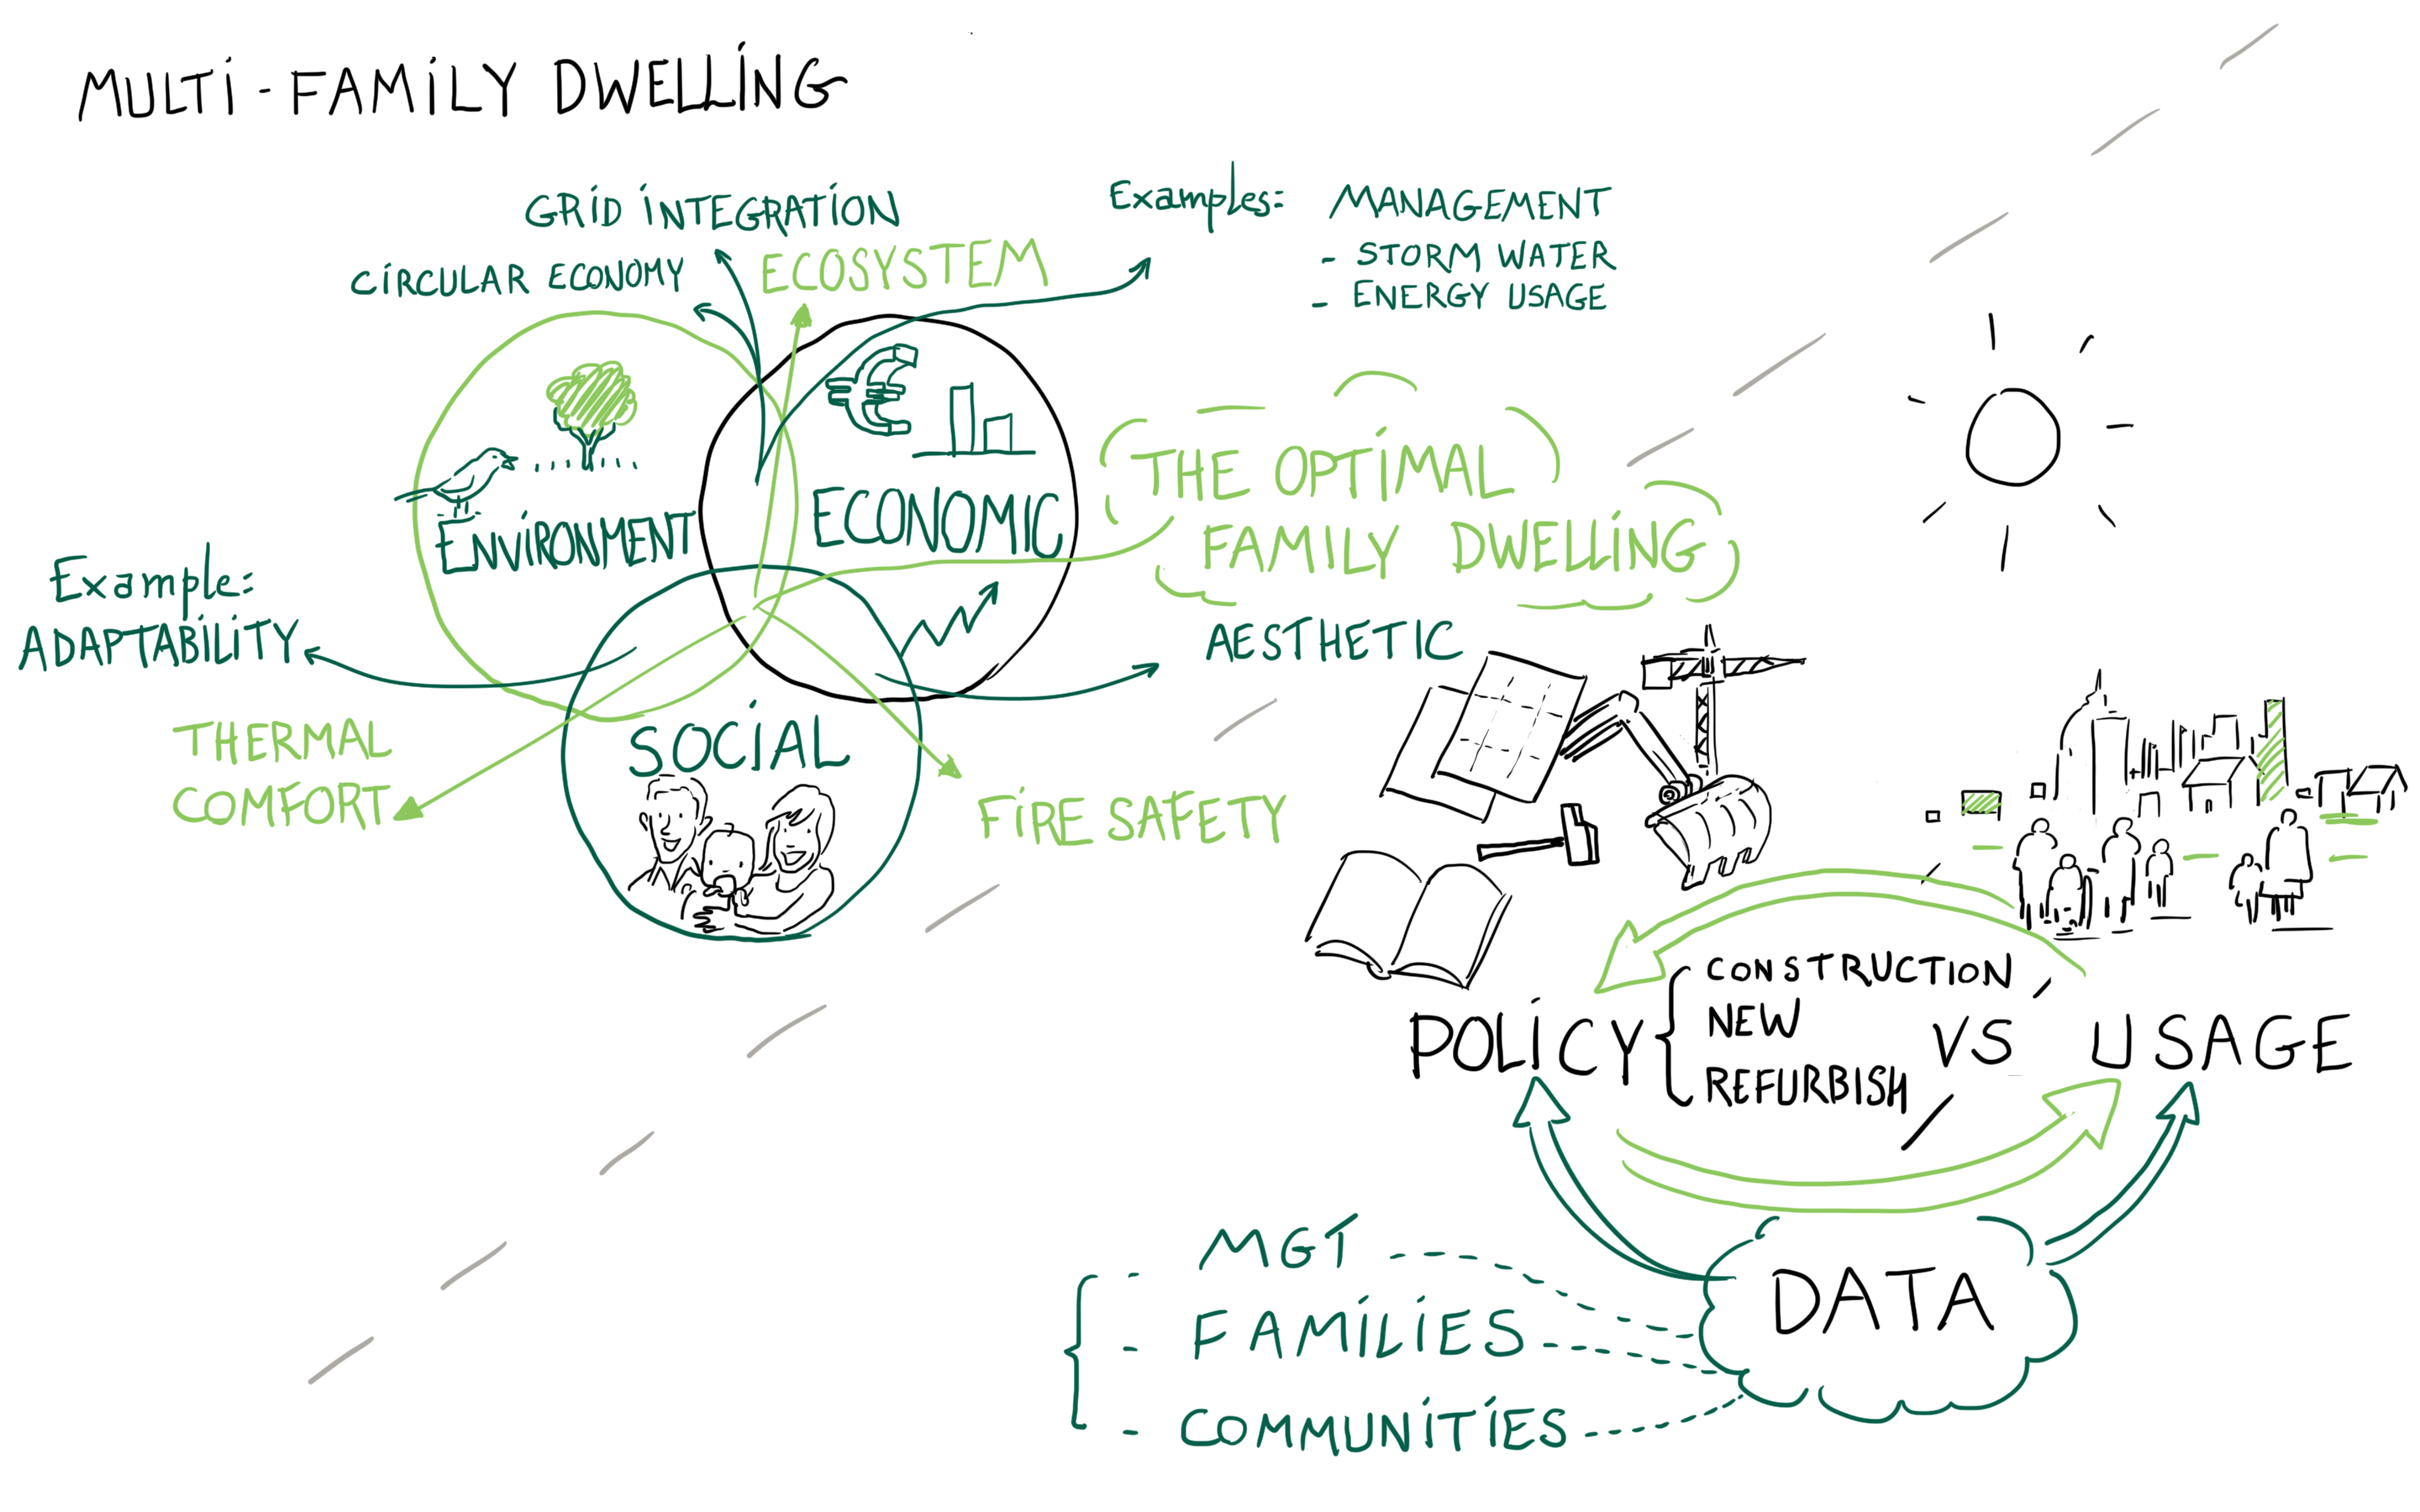 MULTI-FAMILY DWELLING
GRID INTEGRATION
CIRCULAR ECONOMY
ECOSYSTEM
Examples: MANAGEMENT
- STORM WATER
- ENERGY USAGE
ENVIRONMENT
ECONOMIC
THE OPTIMAL
FAMILY DWELLING
Example:
ADAPTABILITY
AESTHETIC
THERMAL
COMFORT
SOCIAL
FIRE SAFETY
POLICY { CONSTRUCTION
NEW
REFURBISH
VS USAGE
DATA
- MGT
- FAMILIES
- COMMUNITIES